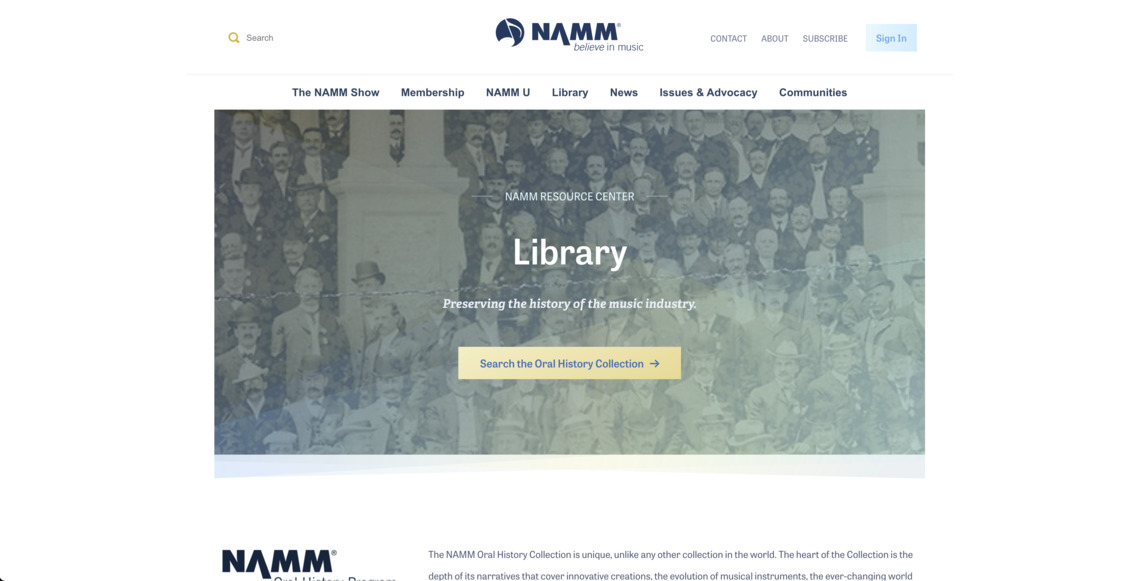 Search
NAMM®
believe in music
CONTACT
ABOUT
SUBSCRIBE
Sign In
The NAMM Show
Membership
NAMM U
Library
News
Issues & Advocacy
Communities
NAMM RESOURCE CENTER
Library
Preserving the history of the music industry.
Search the Oral History Collection →
NAMM®
Oral History Program
The NAMM Oral History Collection is unique, unlike any other collection in the world. The heart of the Collection is the
depth of its narratives that cover innovative creations, the evolution of musical instruments, the ever-changing world